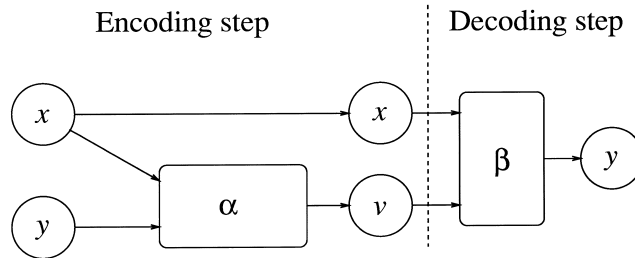 Encoding step
Decoding step
x
x
β
y
y
α
v